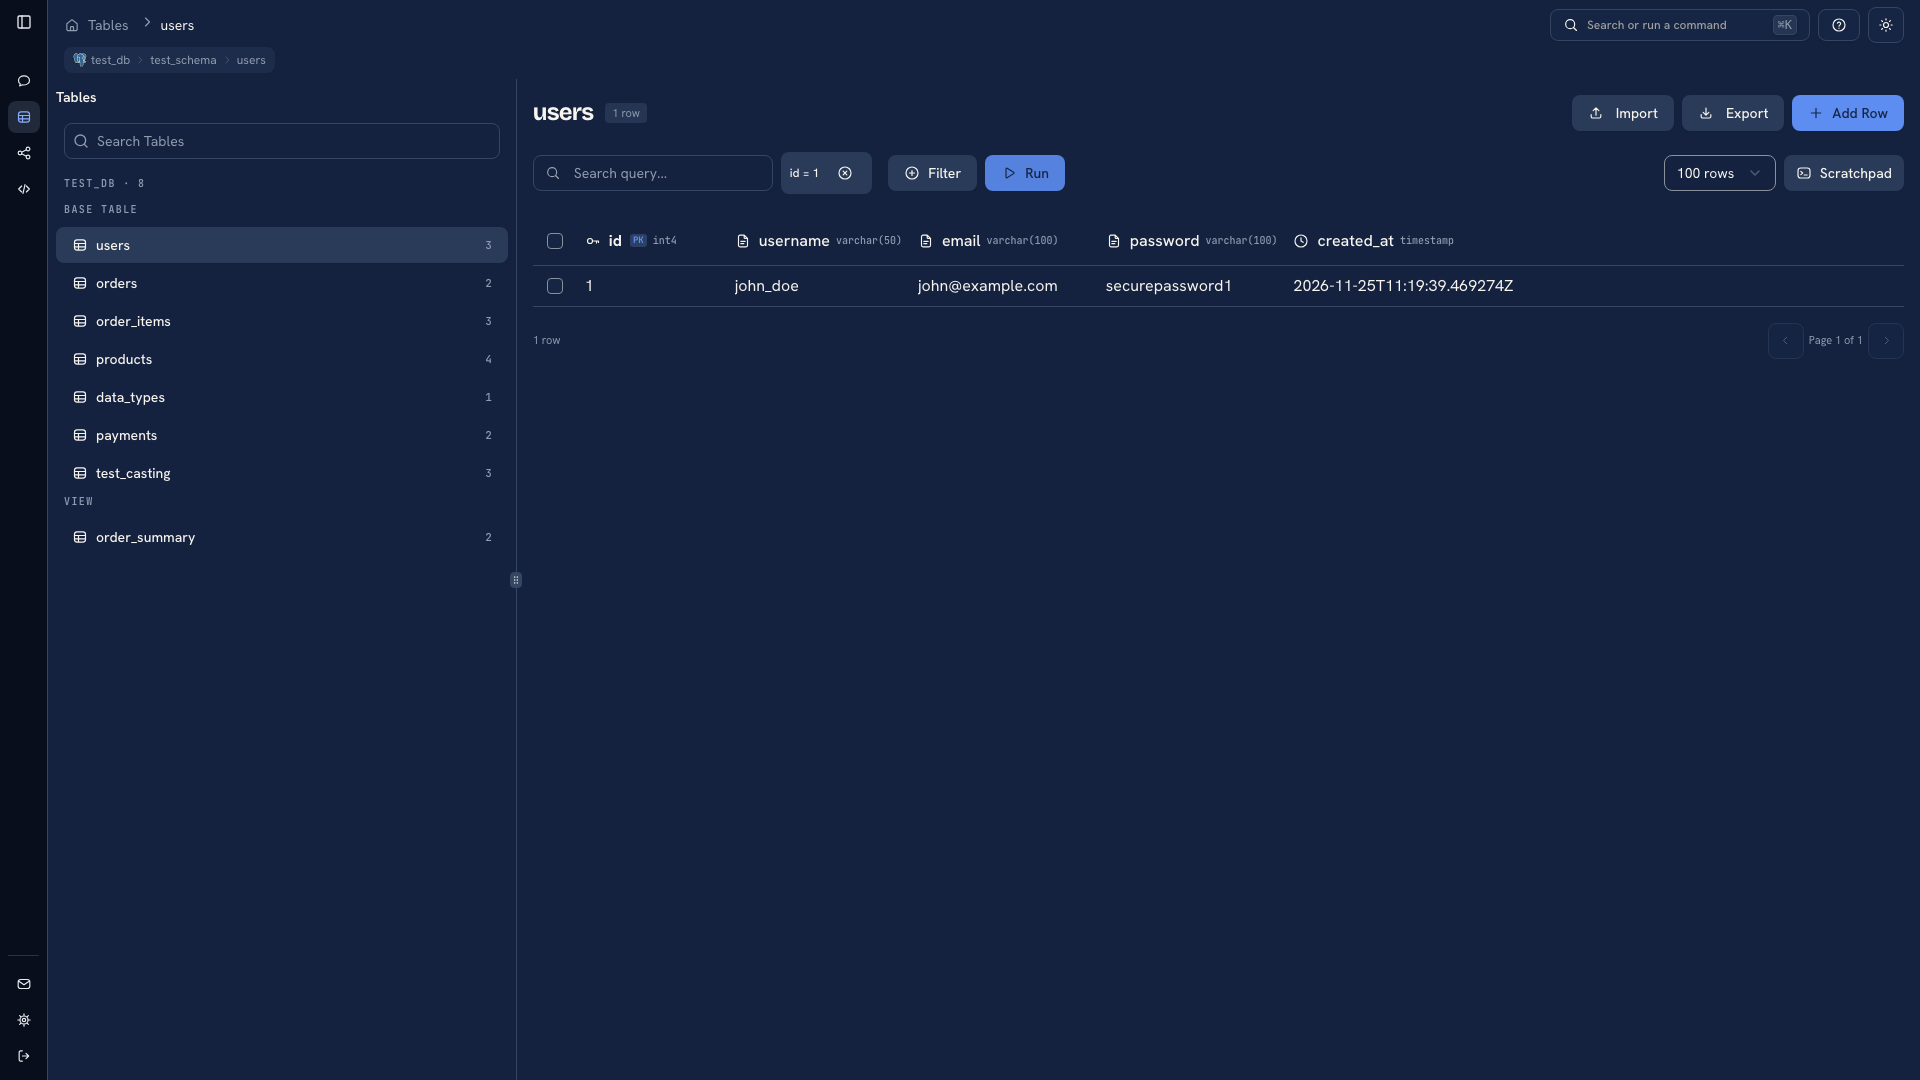 Tables > users
Search or run a command ⌘K
test_db > test_schema > users
Tables
Search Tables
TEST_DB · 8
BASE TABLE
users 3
orders 2
order_items 3
products 4
data_types 1
payments 2
test_casting 3
VIEW
order_summary 2
users 1 row
Import Export Add Row
Search query... id = 1 Filter Run 100 rows Scratchpad
id PK int4 username varchar(50) email varchar(100) password varchar(100) created_at timestamp
1 john_doe john@example.com securepassword1 2026-11-25T11:19:39.469274Z
1 row Page 1 of 1